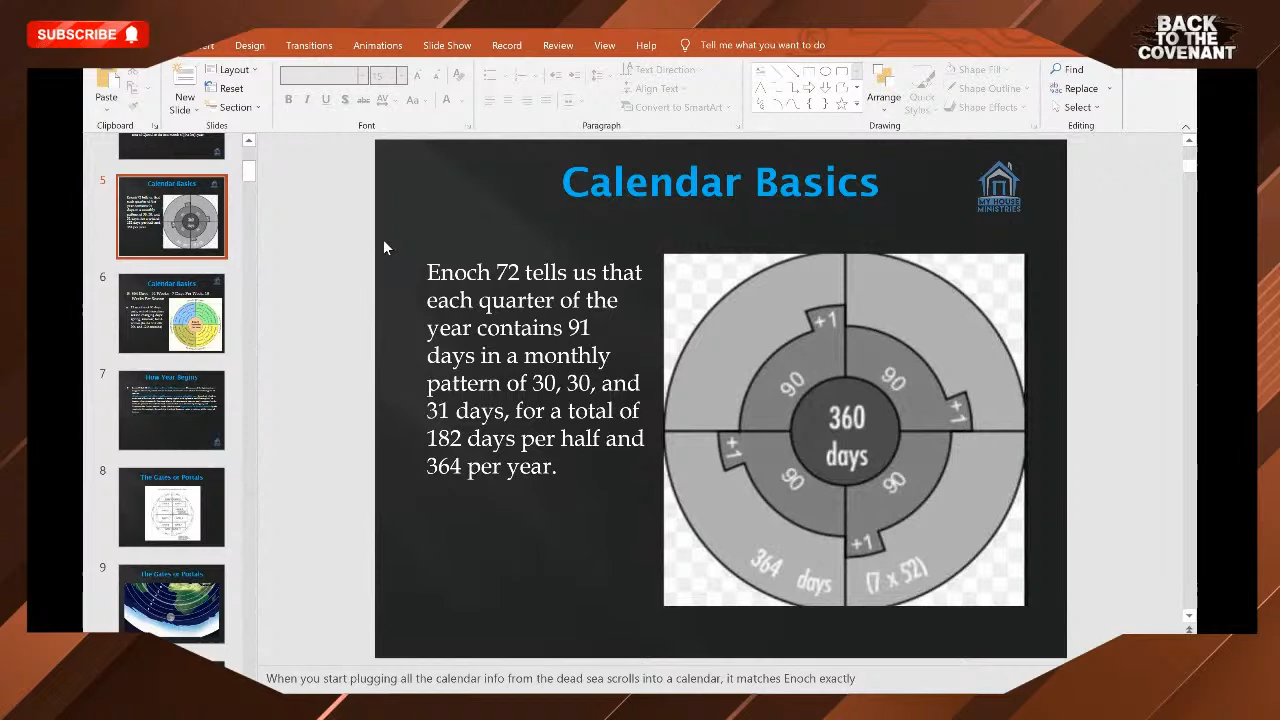 SUBSCRIBE
BACK
TO THE
COVENANT
Design Transitions Animations Slide Show Record Review View Help Tell me what you want to do
Paste
Clipboard
New
Slide
Layout
Reset
Section
Slides
15
B I U S abc AV Aa A
Font
Text Direction
Align Text
Convert to SmartArt
Paragraph
Arrange
Quick
Styles
Shape Fill
Shape Outline
Shape Effects
Drawing
Find
Replace
Select
Editing
5
Calendar Basics
6
Calendar Basics
7
How Year Begins
8
The Gates or Portals
9
The Gates or Portals
Calendar Basics
MY HOUSE
MINISTRIES
Enoch 72 tells us that
each quarter of the
year contains 91
days in a monthly
pattern of 30, 30, and
31 days, for a total of
182 days per half and
364 per year.
+1
90
90
+1
360
days
+1
90
90
+1
364 days (7 x 52)
When you start plugging all the calendar info from the dead sea scrolls into a calendar, it matches Enoch exactly